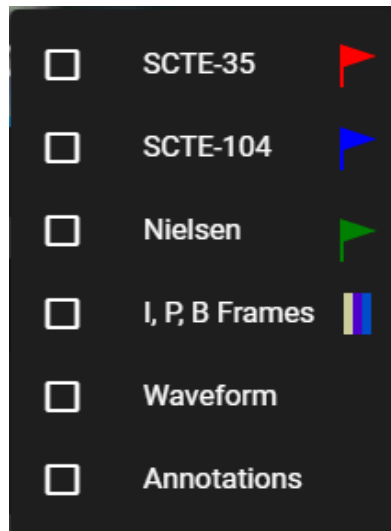 SCTE-35
SCTE-104
Nielsen
I, P, B Frames
Waveform
Annotations